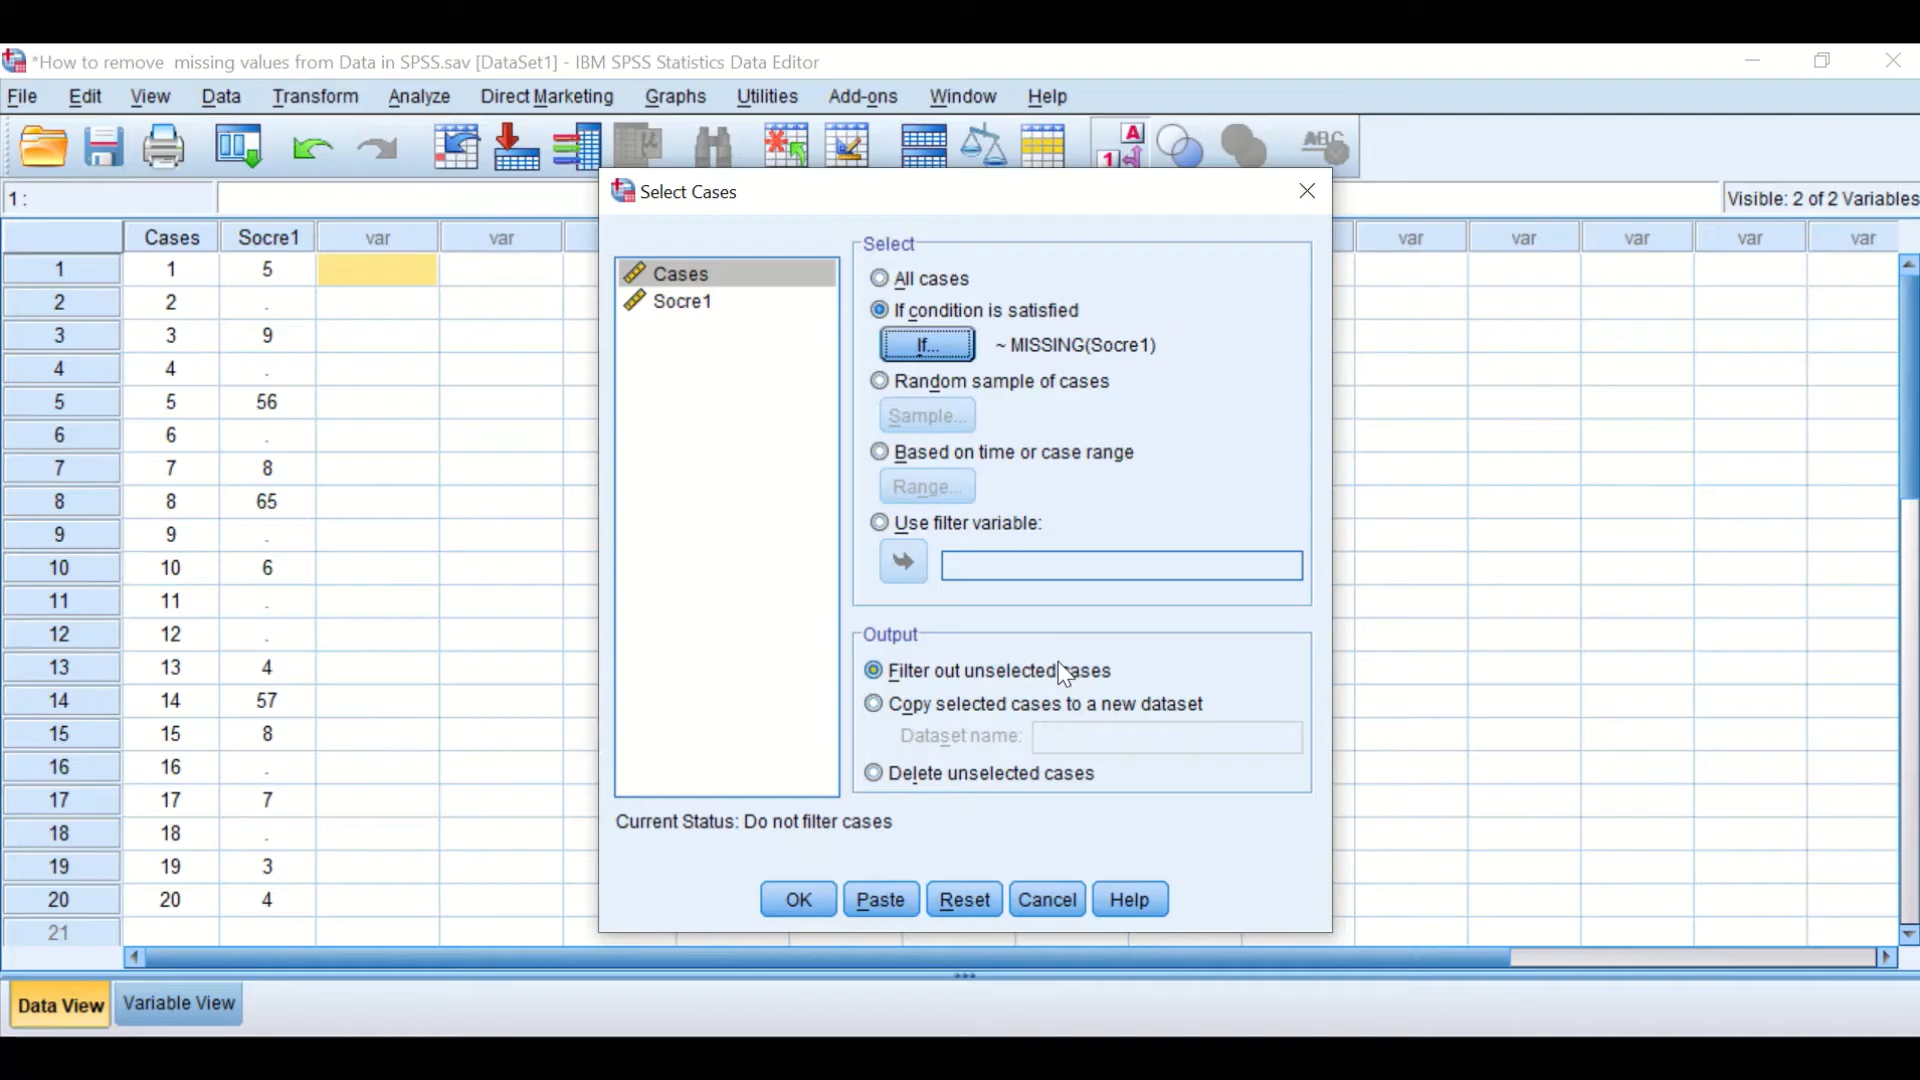 *How to remove  missing values from Data in SPSS.sav [DataSet1] - IBM SPSS Statistics Data Editor
File Edit View Data Transform Analyze Direct Marketing Graphs Utilities Add-ons Window Help
A
1
ABC
1 :
Visible: 2 of 2 Variables
Cases Socre1 var var var var var var var
1 1 5
2 2 .
3 3 9
4 4 .
5 5 56
6 6 .
7 7 8
8 8 65
9 9 .
10 10 6
11 11 .
12 12 .
13 13 4
14 14 57
15 15 8
16 16 .
17 17 7
18 18 .
19 19 3
20 20 4
21
Select Cases
Cases
Socre1
Select
All cases
If condition is satisfied
If... ~ MISSING(Socre1)
Random sample of cases
Sample...
Based on time or case range
Range...
Use filter variable:
Output
Filter out unselected cases
Copy selected cases to a new dataset
Dataset name:
Delete unselected cases
Current Status: Do not filter cases
OK Paste Reset Cancel Help
Data View Variable View